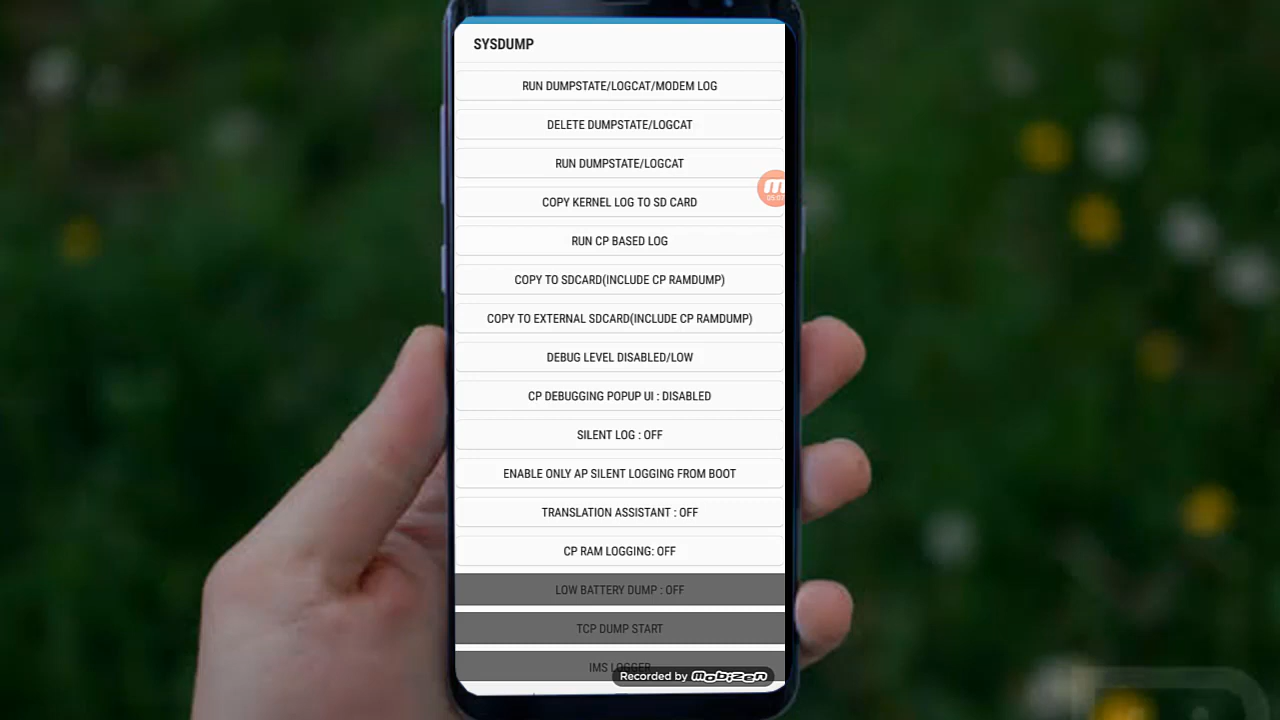 SYSDUMP
RUN DUMPSTATE/LOGCAT/MODEM LOG
DELETE DUMPSTATE/LOGCAT
RUN DUMPSTATE/LOGCAT
M
05:07
COPY KERNEL LOG TO SD CARD
RUN CP BASED LOG
COPY TO SDCARD(INCLUDE CP RAMDUMP)
COPY TO EXTERNAL SDCARD(INCLUDE CP RAMDUMP)
DEBUG LEVEL DISABLED/LOW
CP DEBUGGING POPUP UI : DISABLED
SILENT LOG : OFF
ENABLE ONLY AP SILENT LOGGING FROM BOOT
TRANSLATION ASSISTANT : OFF
CP RAM LOGGING: OFF
LOW BATTERY DUMP : OFF
TCP DUMP START
IMS LOGGER
Recorded by mobizen